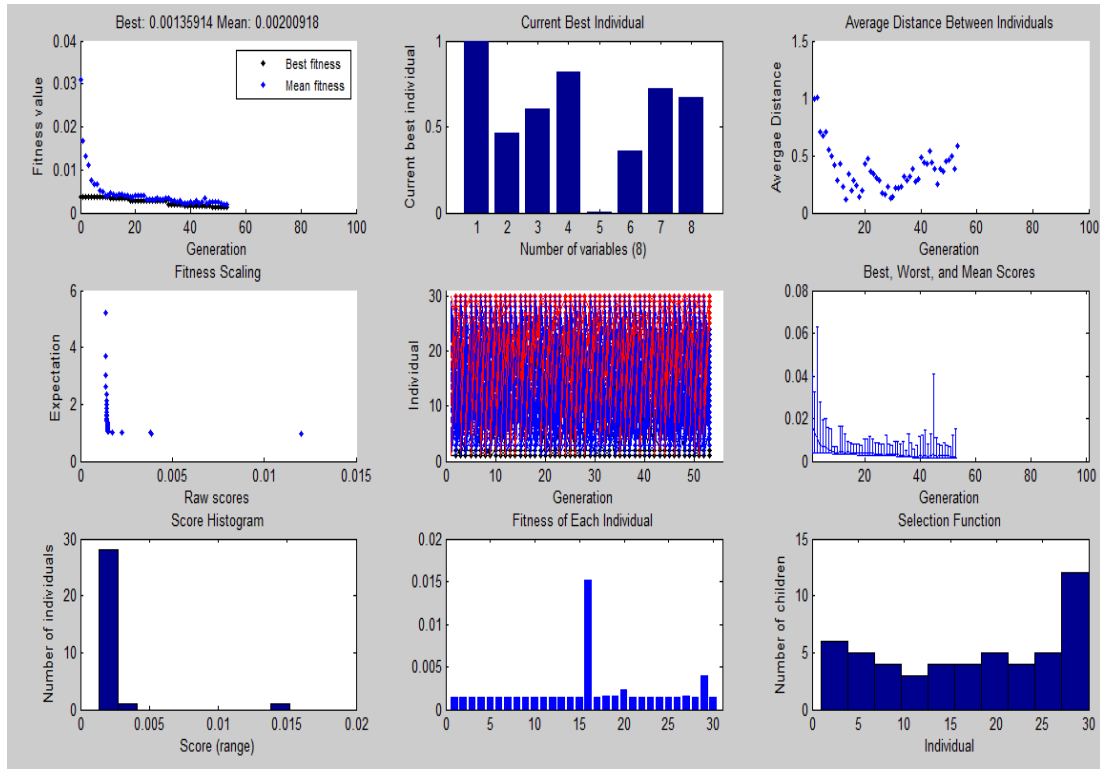 Best: 0.00135914 Mean: 0.00200918
0.04
0.03
0.02
0.01
0
Fitness value
Best fitness
Mean fitness
0 20 40 60 80 100
Generation
Current Best Individual
1
0.5
0
Current best individual
1 2 3 4 5 6 7 8
Number of variables (8)
Average Distance Between Individuals
1.5
1
0.5
0
Avergae Distance
0 20 40 60 80 100
Generation
Fitness Scaling
6
4
2
0
Expectation
0 0.005 0.01 0.015
Raw scores
30
20
10
0
Individual
0 10 20 30 40 50
Generation
Best, Worst, and Mean Scores
0.08
0.06
0.04
0.02
0
20 40 60 80 100
Generation
Score Histogram
30
20
10
0
Number of individuals
0 0.005 0.01 0.015 0.02
Score (range)
Fitness of Each Individual
0.02
0.015
0.01
0.005
0
0 5 10 15 20 25 30
Selection Function
15
10
5
0
Number of children
0 5 10 15 20 25 30
Individual